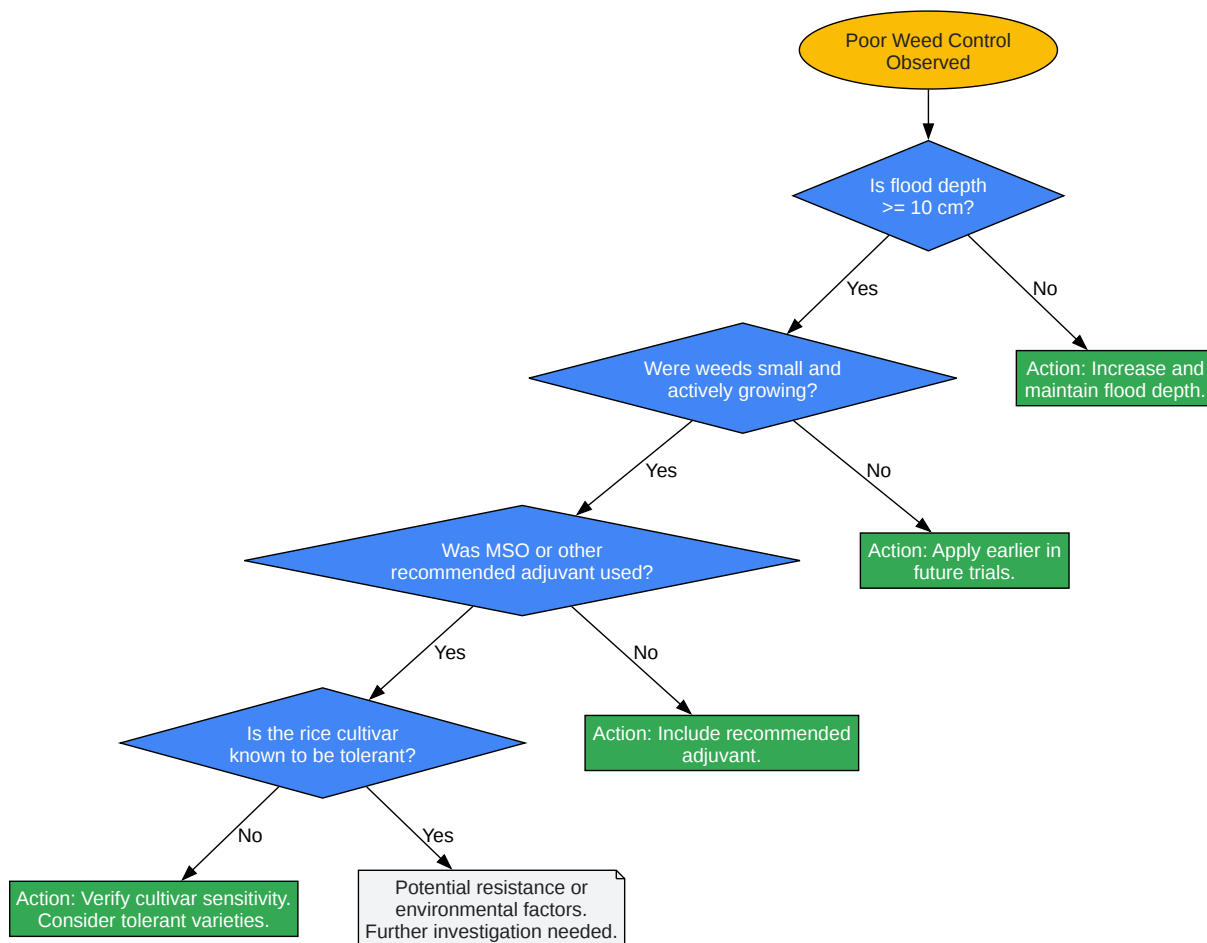 Poor Weed Control
Observed
Is flood depth
>= 10 cm?
Yes
No
Were weeds small and
actively growing?
Action: Increase and
maintain flood depth.
Yes
No
Was MSO or other
recommended adjuvant used?
Action: Apply earlier in
future trials.
Yes
No
Is the rice cultivar
known to be tolerant?
Action: Include recommended
adjuvant.
No
Yes
Action: Verify cultivar sensitivity.
Consider tolerant varieties.
Potential resistance or
environmental factors.
Further investigation needed.